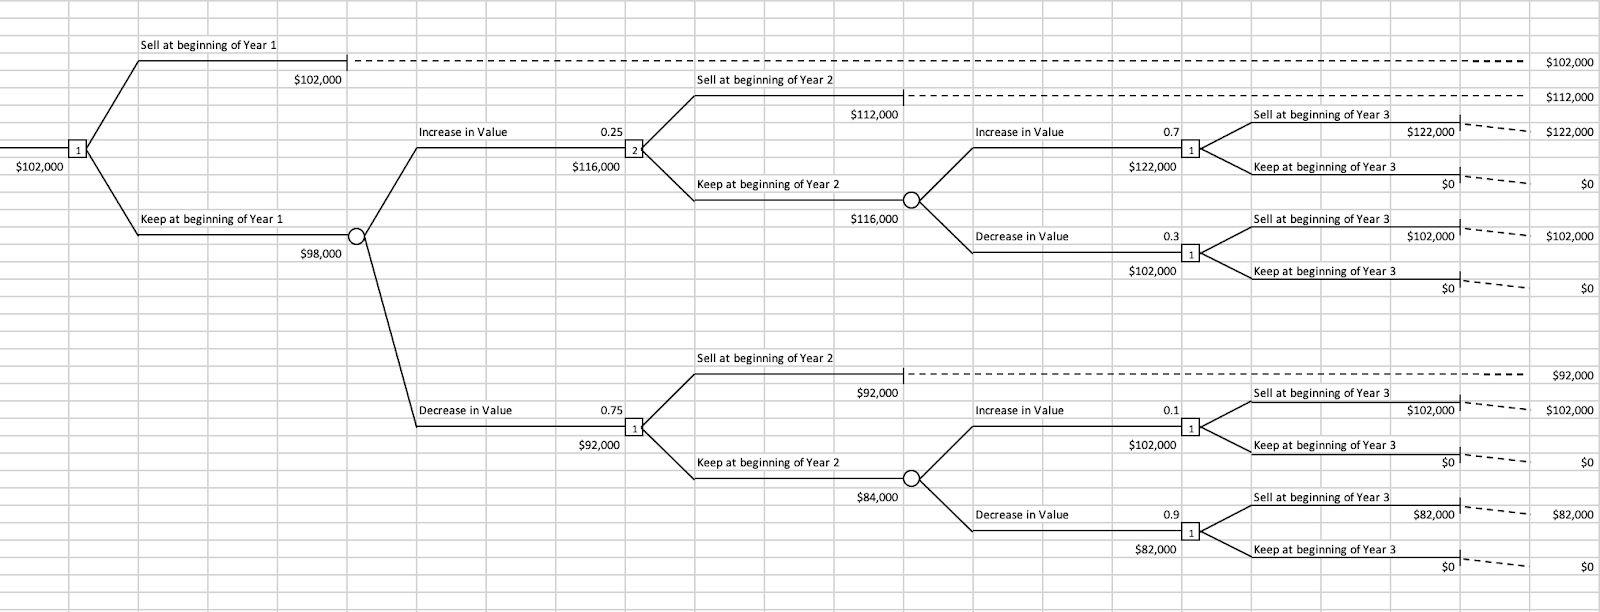 Sell at beginning of Year 1
$102,000
$102,000
Sell at beginning of Year 2
$112,000
$112,000
Sell at beginning of Year 3
Increase in Value 0.25
Increase in Value 0.7
$122,000
$122,000
1
2
1
$102,000
$116,000
$122,000
Keep at beginning of Year 3
Keep at beginning of Year 2
$0
$0
Keep at beginning of Year 1
$116,000
Sell at beginning of Year 3
Decrease in Value 0.3
$102,000
$102,000
$98,000
1
$102,000
Keep at beginning of Year 3
$0
$0
Sell at beginning of Year 2
$92,000
$92,000
Sell at beginning of Year 3
Decrease in Value 0.75
Increase in Value 0.1
$102,000
$102,000
1
1
$92,000
$102,000
Keep at beginning of Year 3
Keep at beginning of Year 2
$0
$0
$84,000
Sell at beginning of Year 3
Decrease in Value 0.9
$82,000
$82,000
1
$82,000
Keep at beginning of Year 3
$0
$0